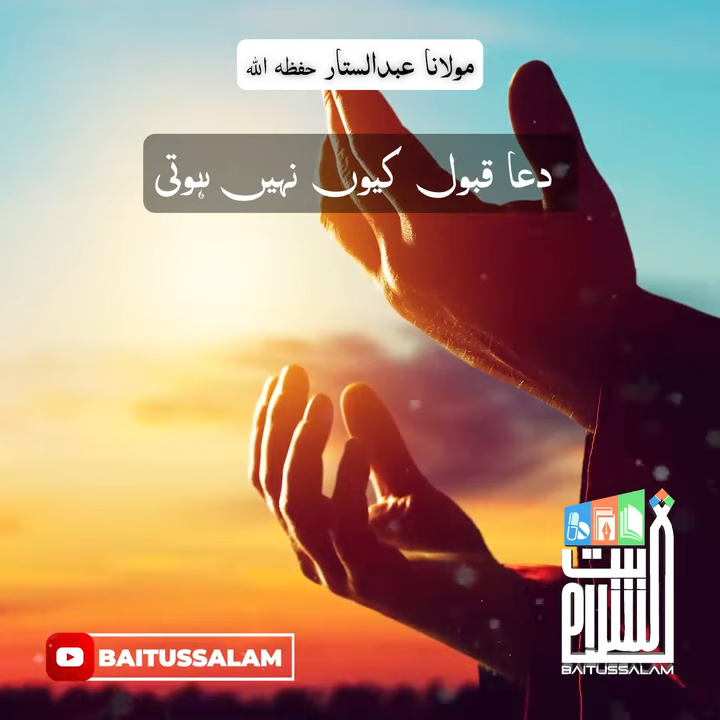 مولانا عبدالستار حفظہ اللہ
دعا قبول کیوں نہیں ہوتی
بیت السلام
BAITUSSALAM
BAITUSSALAM